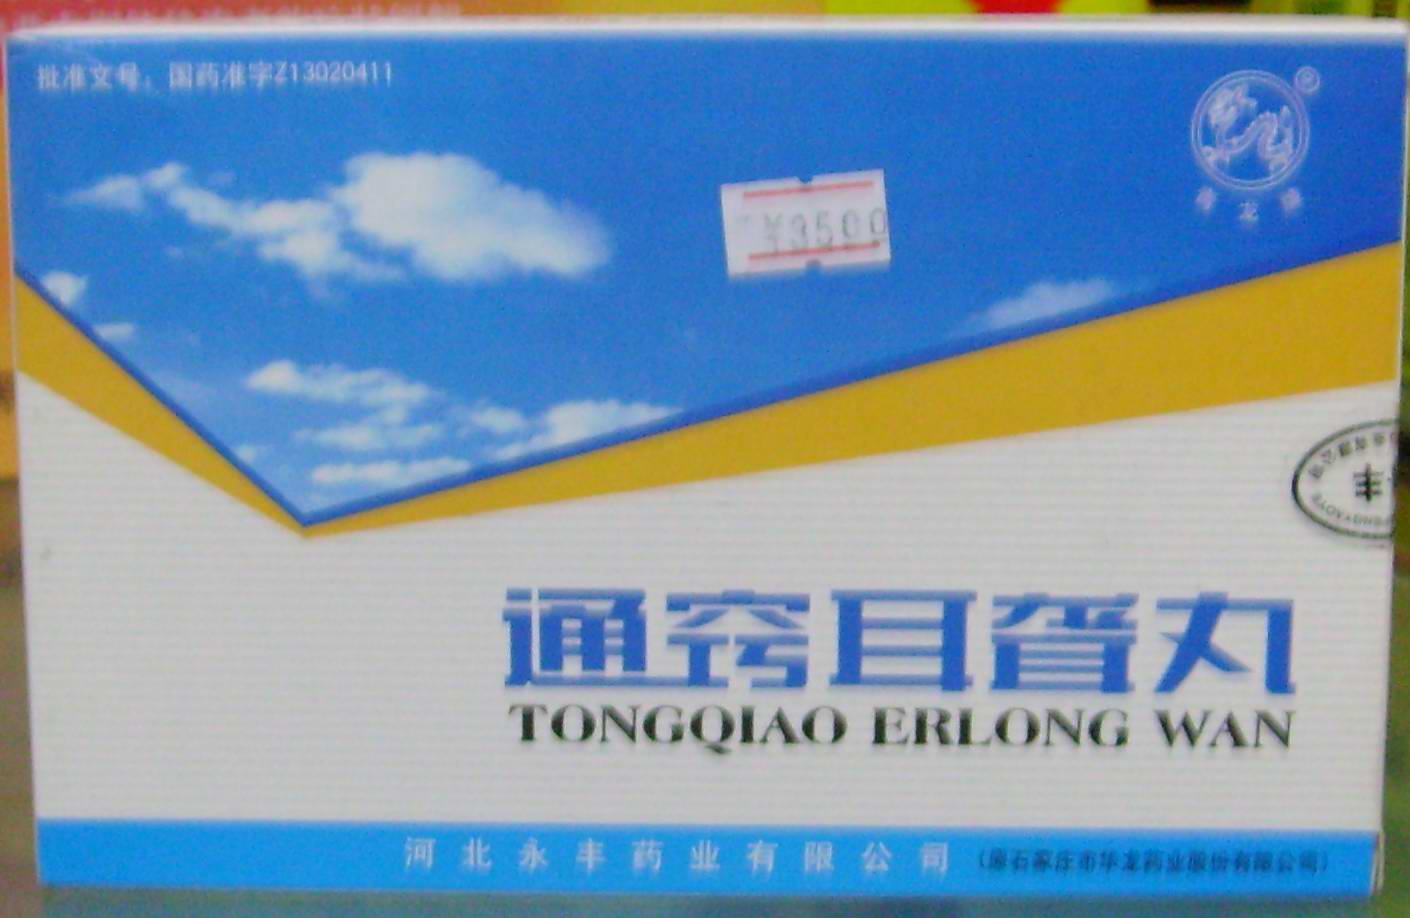 批准文号：国药准字Z13020411
®
¥3500
通窍耳聋丸
TONGQIAO ERLONG WAN
河北永丰药业有限公司 (原石家庄市华龙药业股份有限公司)